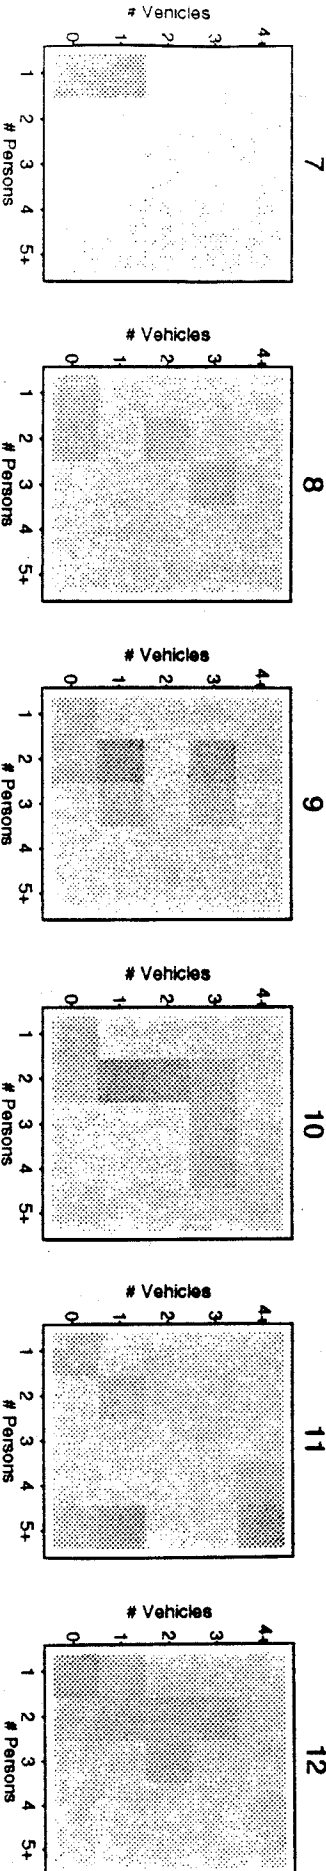 7
# Vehicles
4+
3
2
1
0
1 2 3 4 5+
# Persons
8
# Vehicles
4+
3
2
1
0
1 2 3 4 5+
# Persons
9
# Vehicles
4+
3
2
1
0
1 2 3 4 5+
# Persons
10
# Vehicles
4+
3
2
1
0
1 2 3 4 5+
# Persons
11
# Vehicles
4+
3
2
1
0
1 2 3 4 5+
# Persons
12
# Vehicles
4+
3
2
1
0
1 2 3 4 5+
# Persons